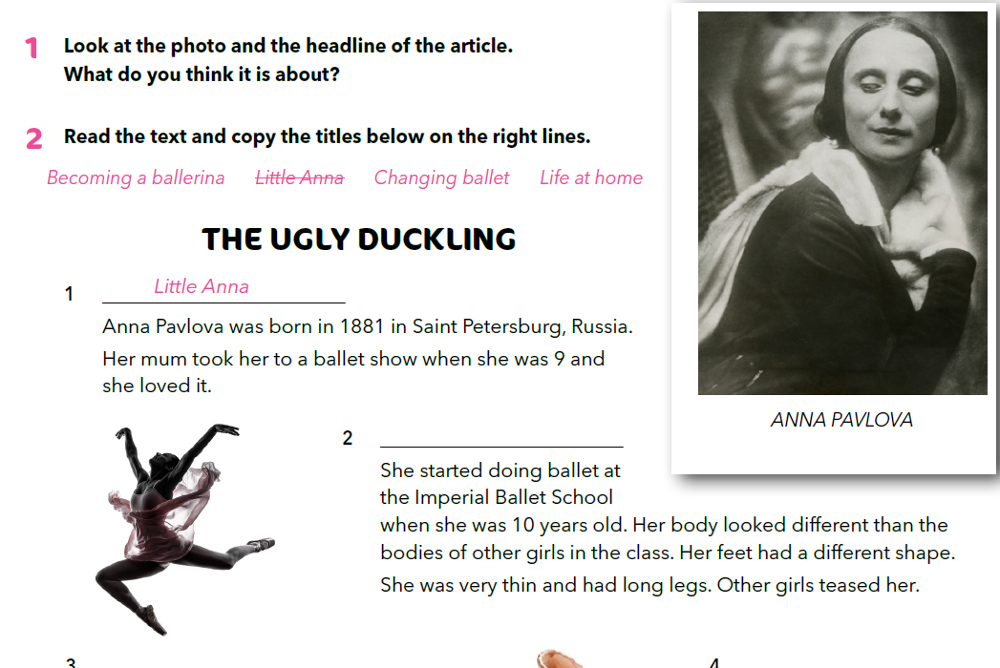 1 Look at the photo and the headline of the article.
What do you think it is about?
2 Read the text and copy the titles below on the right lines.
Becoming a ballerina Little Anna Changing ballet Life at home
THE UGLY DUCKLING
1 Little Anna
Anna Pavlova was born in 1881 in Saint Petersburg, Russia.
Her mum took her to a ballet show when she was 9 and
she loved it.
ANNA PAVLOVA
2
She started doing ballet at
the Imperial Ballet School
when she was 10 years old. Her body looked different than the
bodies of other girls in the class. Her feet had a different shape.
She was very thin and had long legs. Other girls teased her.
3 4